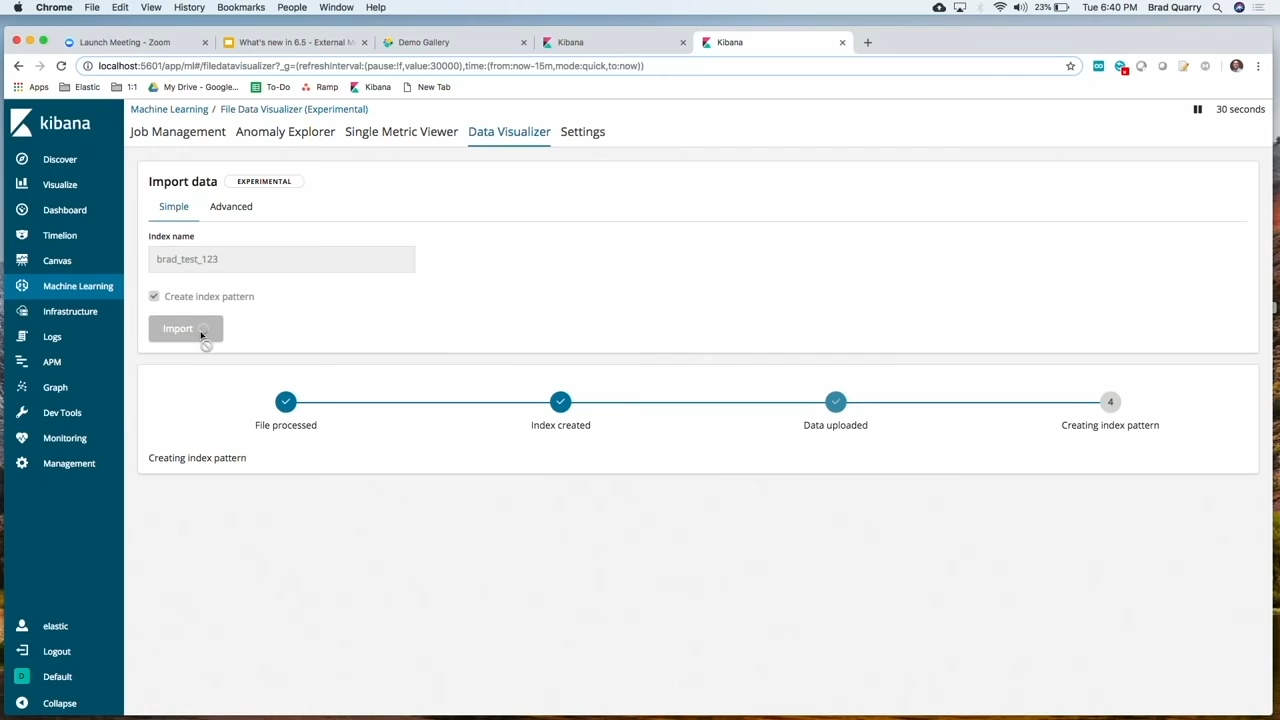 Chrome File Edit View History Bookmarks People Window Help 23% Tue 6:40 PM Brad Quarry
Launch Meeting - Zoom What's new in 6.5 - External M Demo Gallery Kibana Kibana
localhost:5601/app/ml#/filedatavisualizer?_g=(refreshInterval:(pause:!f,value:30000),time:(from:now-15m,mode:quick,to:now))
Apps Elastic 1:1 My Drive - Google... To-Do Ramp Kibana New Tab
kibana
Discover
Visualize
Dashboard
Timelion
Canvas
Machine Learning
Infrastructure
Logs
APM
Graph
Dev Tools
Monitoring
Management
elastic
Logout
D Default
Collapse
Machine Learning / File Data Visualizer (Experimental) 30 seconds
Job Management Anomaly Explorer Single Metric Viewer Data Visualizer Settings
Import data EXPERIMENTAL
Simple Advanced
Index name
brad_test_123
Create index pattern
Import
4
File processed Index created Data uploaded Creating index pattern
Creating index pattern